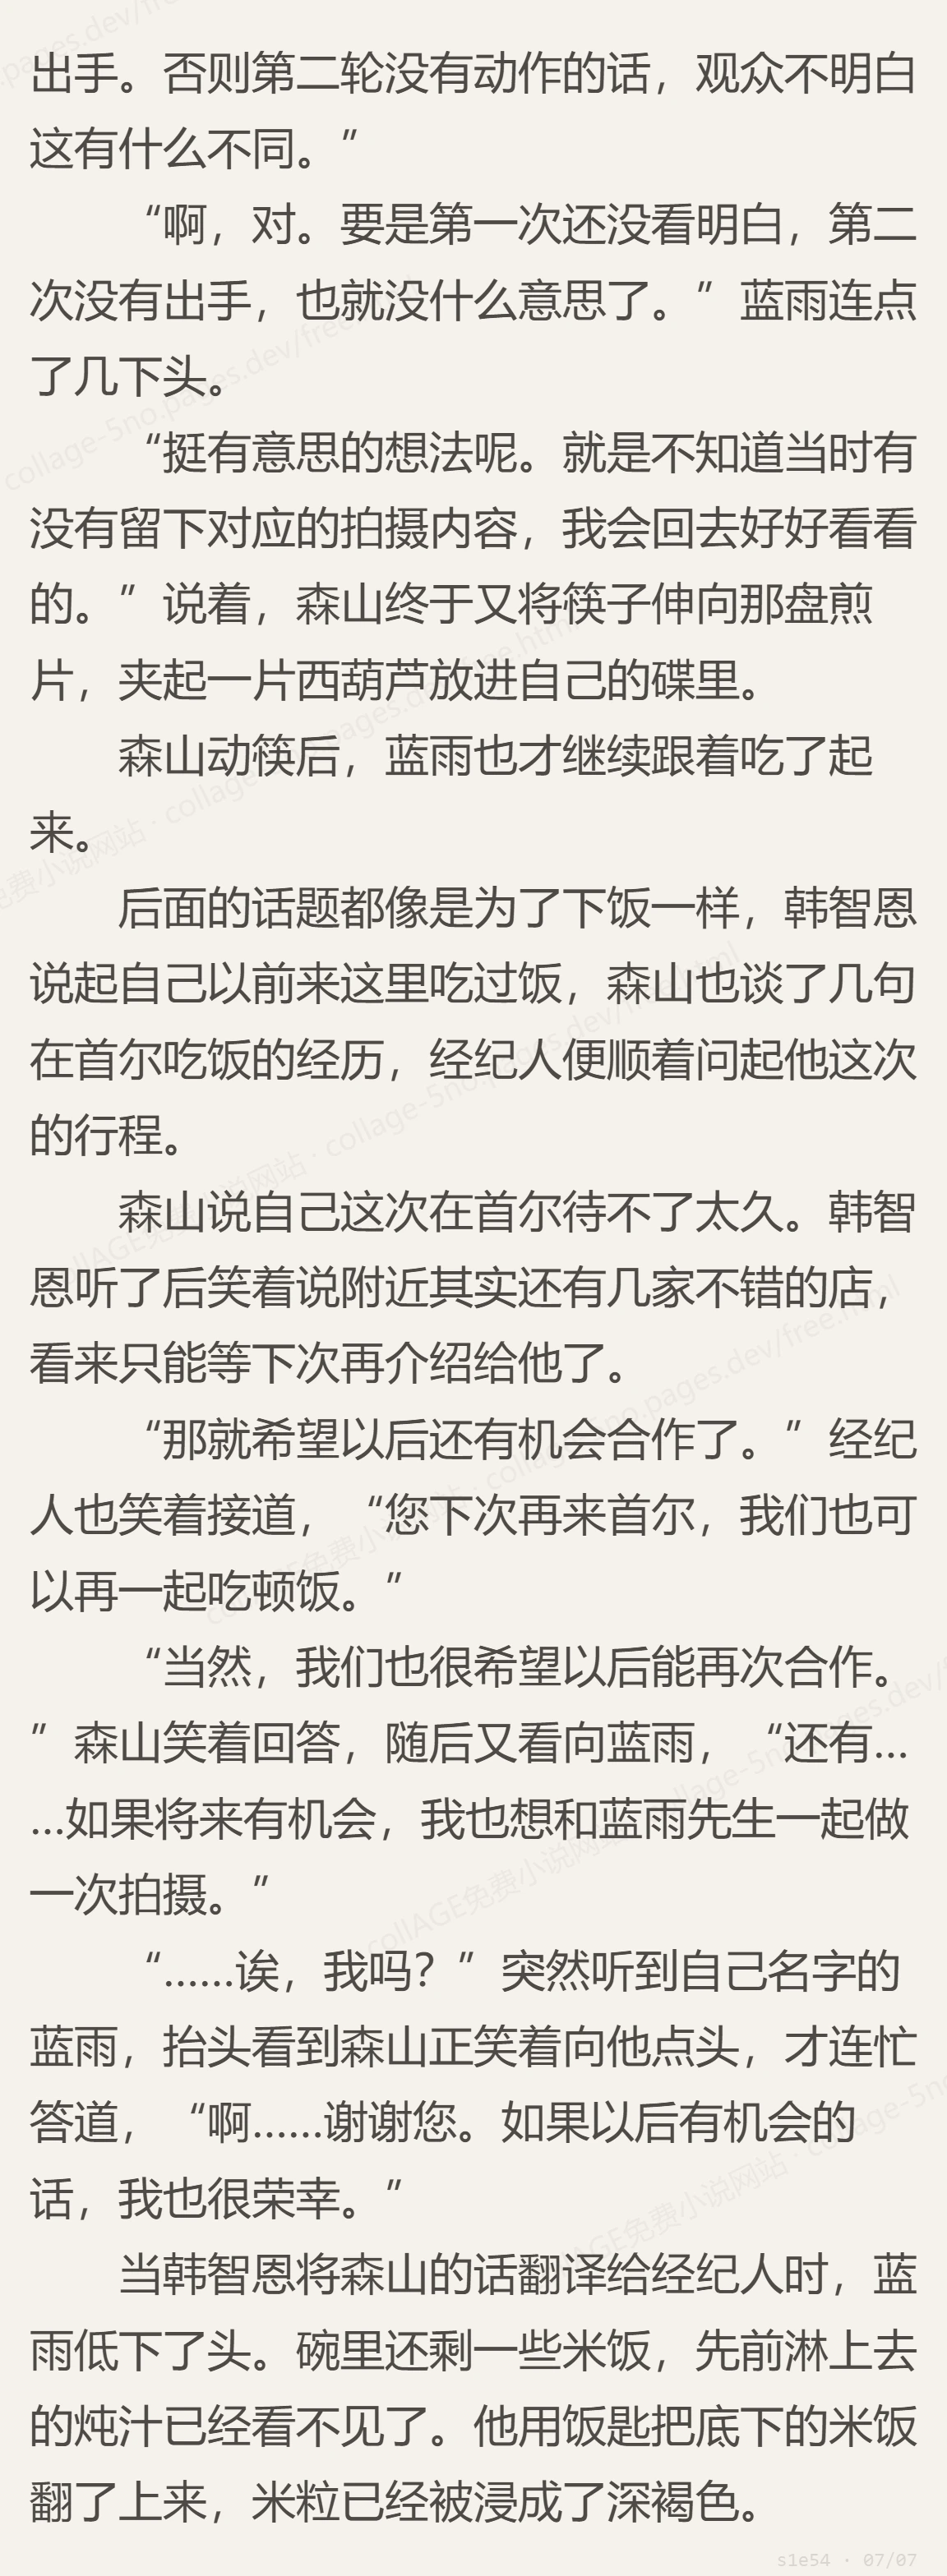 出手。否则第二轮没有动作的话，观众不明白
这有什么不同。”
“啊，对。要是第一次还没看明白，第二
次没有出手，也就没什么意思了。”蓝雨连点
了几下头。
“挺有意思的想法呢。就是不知道当时有
没有留下对应的拍摄内容，我会回去好好看看
的。”说着，森山终于又将筷子伸向那盘煎
片，夹起一片西葫芦放进自己的碟里。
森山动筷后，蓝雨也才继续跟着吃了起
来。
后面的话题都像是为了下饭一样，韩智恩
说起自己以前来这里吃过饭，森山也谈了几句
在首尔吃饭的经历，经纪人便顺着问起他这次
的行程。
森山说自己这次在首尔待不了太久。韩智
恩听了后笑着说附近其实还有几家不错的店，
看来只能等下次再介绍给他了。
“那就希望以后还有机会合作了。”经纪
人也笑着接道，“您下次再来首尔，我们也可
以再一起吃顿饭。”
“当然，我们也很希望以后能再次合作。
”森山笑着回答，随后又看向蓝雨，“还有…
…如果将来有机会，我也想和蓝雨先生一起做
一次拍摄。”
“……诶，我吗？”突然听到自己名字的
蓝雨，抬头看到森山正笑着向他点头，才连忙
答道，“啊……谢谢您。如果以后有机会的
话，我也很荣幸。”
当韩智恩将森山的话翻译给经纪人时，蓝
雨低下了头。碗里还剩一些米饭，先前淋上去
的炖汁已经看不见了。他用饭匙把底下的米饭
翻了上来，米粒已经被浸成了深褐色。
s1e54 · 07/07
collAGE免费小说网站 · collage-5no.pages.dev/free.html